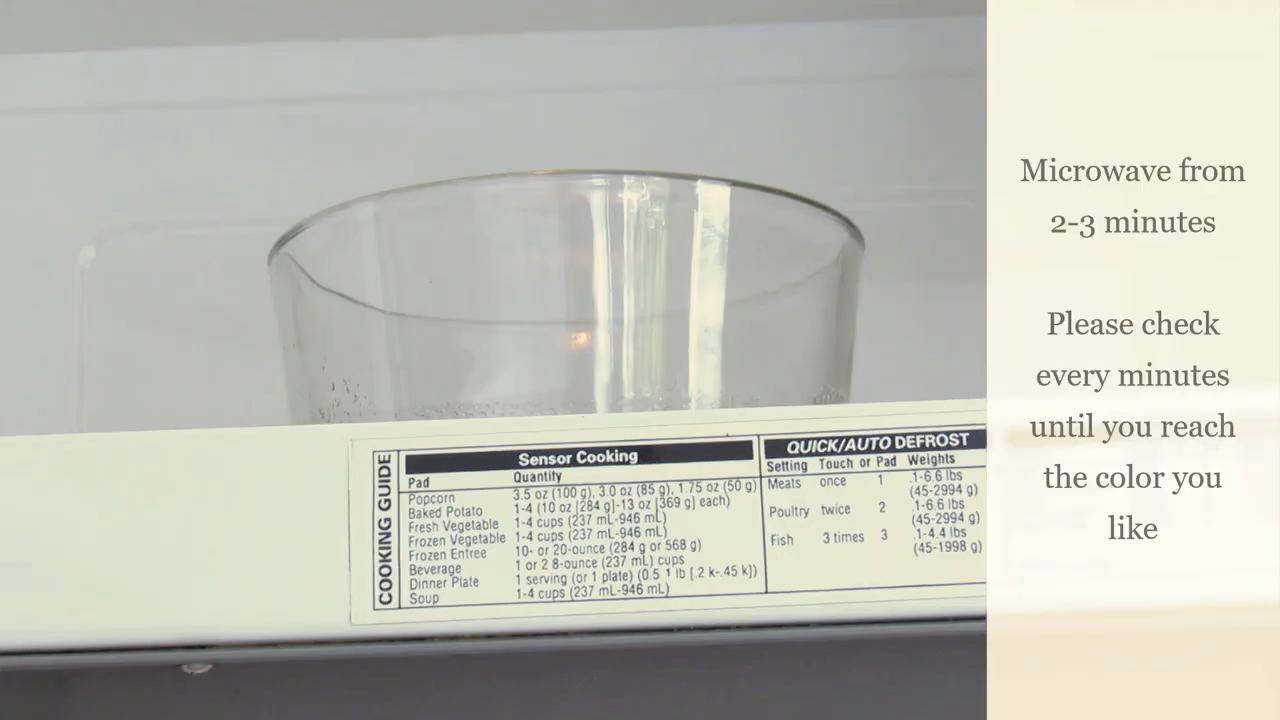 COOKING GUIDE
Sensor Cooking
Pad Quantity
Popcorn 3.5 oz (100 g), 3.0 oz (85 g), 1.75 oz (50 g)
Baked Potato 1-4 (10 oz [284 g]-13 oz [369 g] each)
Fresh Vegetable 1-4 cups (237 mL-946 mL)
Frozen Vegetable 1-4 cups (237 mL-946 mL)
Frozen Entree 10- or 20-ounce (284 g or 568 g)
Beverage 1 or 2 8-ounce (237 mL) cups
Dinner Plate 1 serving (or 1 plate) (0.5 1 lb [.2 k-.45 k])
Soup 1-4 cups (237 mL-946 mL)
QUICK/AUTO DEFROST
Setting Touch or Pad Weights
Meats once 1 .1-6.6 lbs
(45-2994 g)
Poultry twice 2 .1-6.6 lbs
(45-2994 g)
Fish 3 times 3 .1-4.4 lbs
(45-1998 g)
Microwave from
2-3 minutes
Please check
every minutes
until you reach
the color you
like